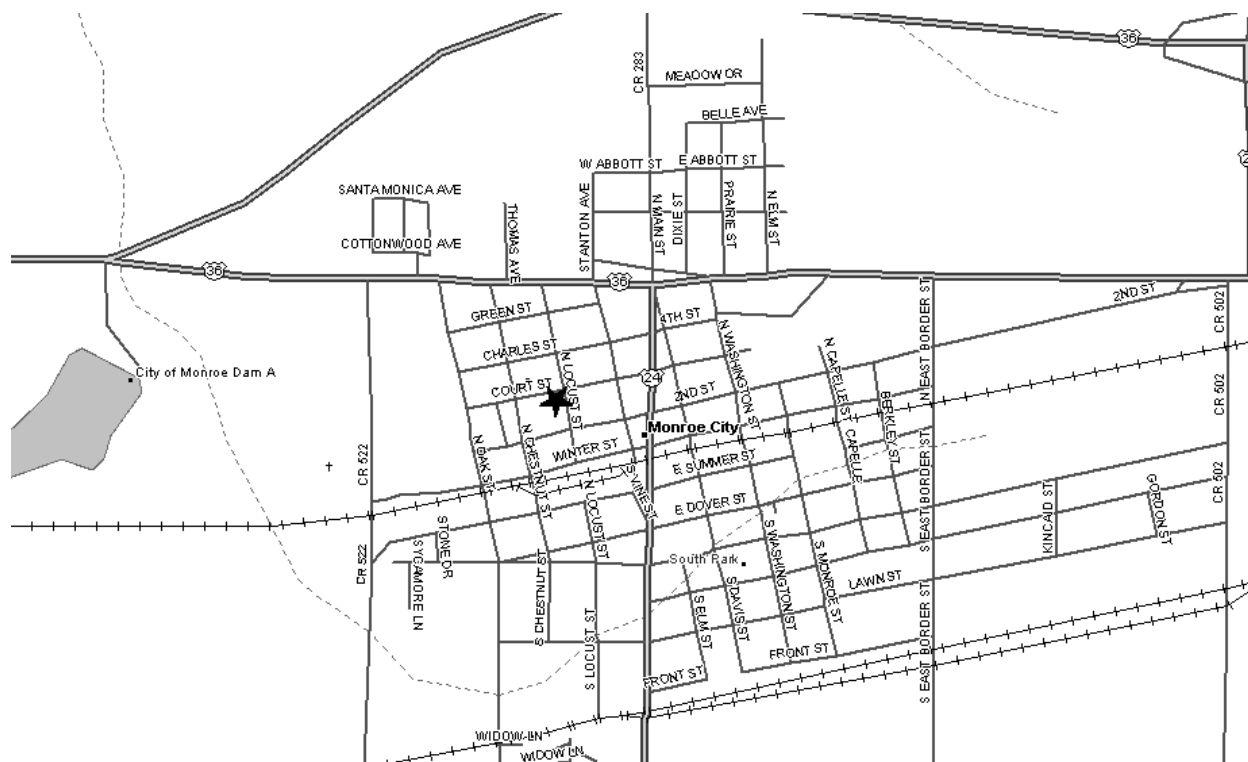 36
CR 283
MEADOW DR
BELLE AVE
W ABBOTT ST
E ABBOTT ST
SANTA MONICA AVE
COTTONWOOD AVE
THOMAS AVE
STANTON AVE
N MAIN ST
DIXIE ST
PRAIRIE ST
N ELM ST
36
36
GREEN ST
4TH ST
CHARLES ST
COURT ST
N LOCUST ST
24
2ND ST
N WASHINGTON ST
N CAPELLE ST
BERKLEY ST
N EAST BORDER ST
2ND ST
CR 502
CR 502
City of Monroe Dam A
Monroe City
N OAK ST
N CHESTNUT ST
WINTER ST
CAPELLE
CR 522
E SUMMER ST
S VINE ST
N LOCUST ST
E DOVER ST
S EAST BORDER ST
CR 502
KINCAID ST
GORDON ST
CR 522
STONE DR
SYCAMORE LN
S CHESTNUT ST
South Park
S WASHINGTON ST
S MONROE ST
LAWN ST
S ELM ST
S DAVIS ST
S LOCUST ST
FRONT ST
FRONT ST
S EAST BORDER ST
WIDOW LN
WIDOW LN